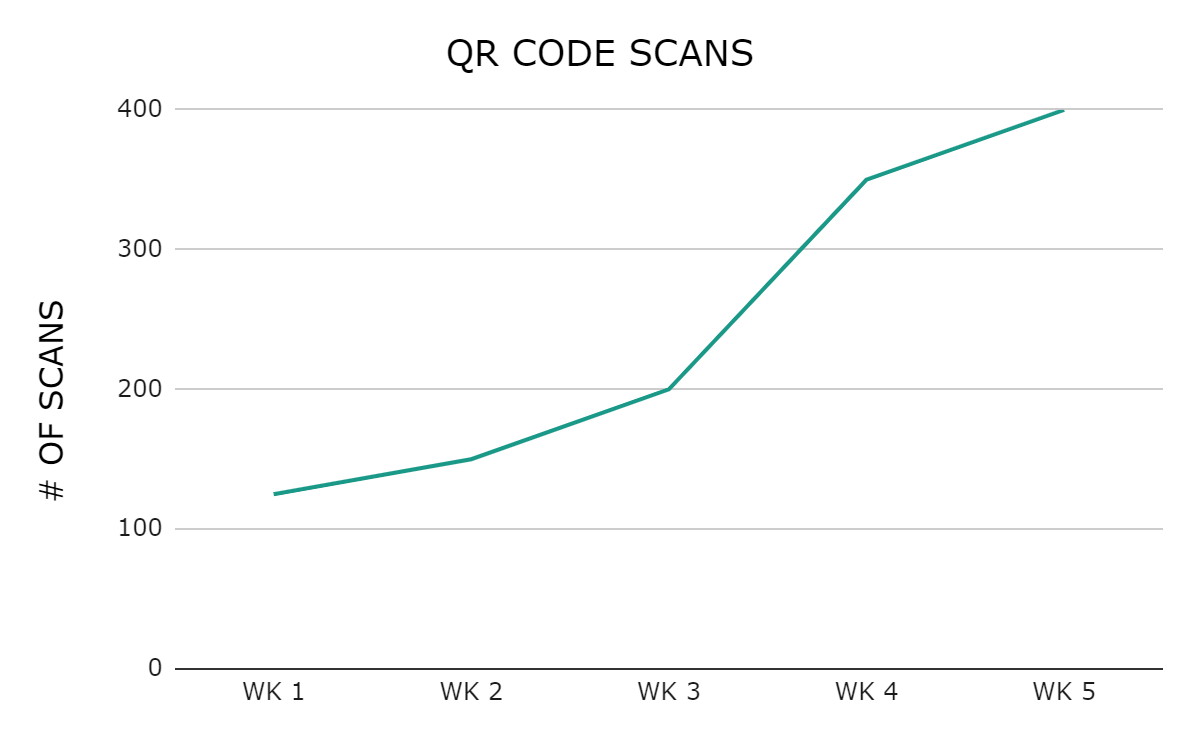 QR CODE SCANS
# OF SCANS
400
300
200
100
0
WK 1
WK 2
WK 3
WK 4
WK 5